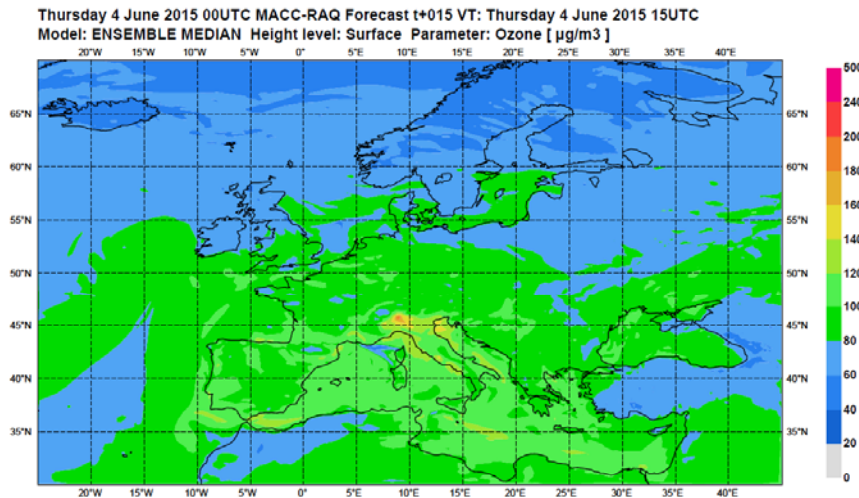 Thursday 4 June 2015 00UTC MACC-RAQ Forecast t+015 VT: Thursday 4 June 2015 15UTC
Model: ENSEMBLE MEDIAN Height level: Surface Parameter: Ozone [ µg/m3 ]
20°W 15°W 10°W 5°W 0°E 5°E 10°E 15°E 20°E 25°E 30°E 35°E 40°E
65°N
60°N
55°N
50°N
45°N
40°N
35°N
65°N
60°N
55°N
50°N
45°N
40°N
35°N
20°W 15°W 10°W 5°W 0°E 5°E 10°E 15°E 20°E 25°E 30°E 35°E 40°E
500
240
200
180
160
140
120
100
80
60
40
20
0